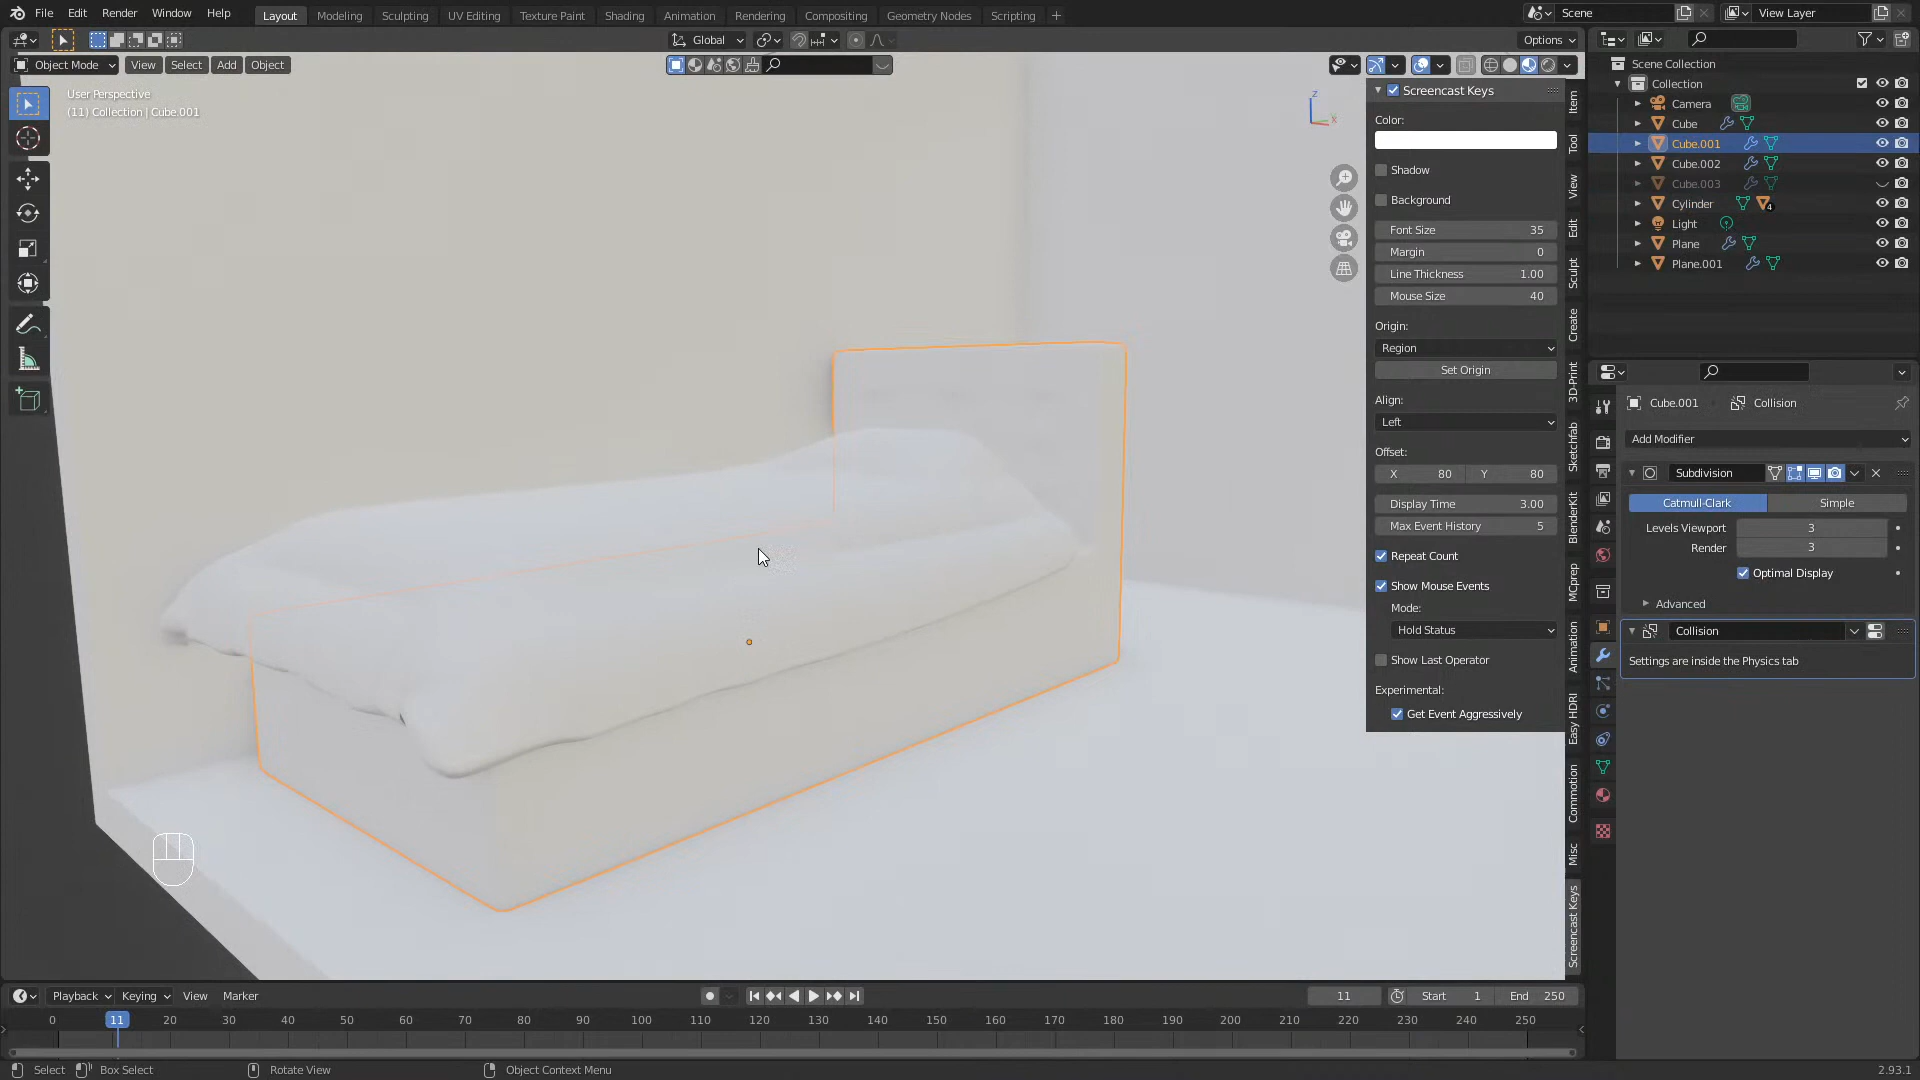 File Edit Render Window Help Layout Modeling Sculpting UV Editing Texture Paint Shading Animation Rendering Compositing Geometry Nodes Scripting + Scene View Layer
Global Options
Object Mode View Select Add Object
User Perspective
(11) Collection | Cube.001
Z
X
Screencast Keys
Color:
Shadow
Background
Font Size 35
Margin 0
Line Thickness 1.00
Mouse Size 40
Origin:
Region
Set Origin
Align:
Left
Offset:
X 80 Y 80
Display Time 3.00
Max Event History 5
Repeat Count
Show Mouse Events
Mode:
Hold Status
Show Last Operator
Experimental:
Get Event Aggressively
Item
Tool
View
Edit
Sculpt
Create
3D-Print
Sketchfab
BlenderKit
MCprep
Animation
Easy HDRI
Commotion
Misc
Screencast Keys
Scene Collection
Collection
Camera
Cube
Cube.001
Cube.002
Cube.003
Cylinder 4
Light
Plane
Plane.001
Cube.001 Collision
Add Modifier
Subdivision
Catmull-Clark Simple
Levels Viewport 3
Render 3
Optimal Display
Advanced
Collision
Settings are inside the Physics tab
Playback Keying View Marker 11 Start 1 End 250
0 11 20 30 40 50 60 70 80 90 100 110 120 130 140 150 160 170 180 190 200 210 220 230 240 250
Select Box Select Rotate View Object Context Menu 2.93.1